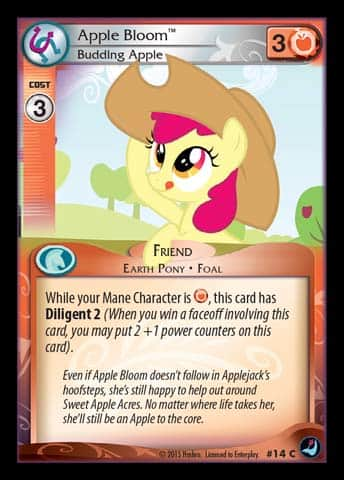 Apple Bloom™
Budding Apple
3
COST
3
FRIEND
EARTH PONY • FOAL
While your Mane Character is , this card has
Diligent 2 (When you win a faceoff involving this
card, you may put 2 +1 power counters on this
card).
Even if Apple Bloom doesn't follow in Applejack's
hoofsteps, she's still happy to help out around
Sweet Apple Acres. No matter where life takes her,
she'll still be an Apple to the core.
© 2015 Hasbro. Licensed to Enterplay. #14 C